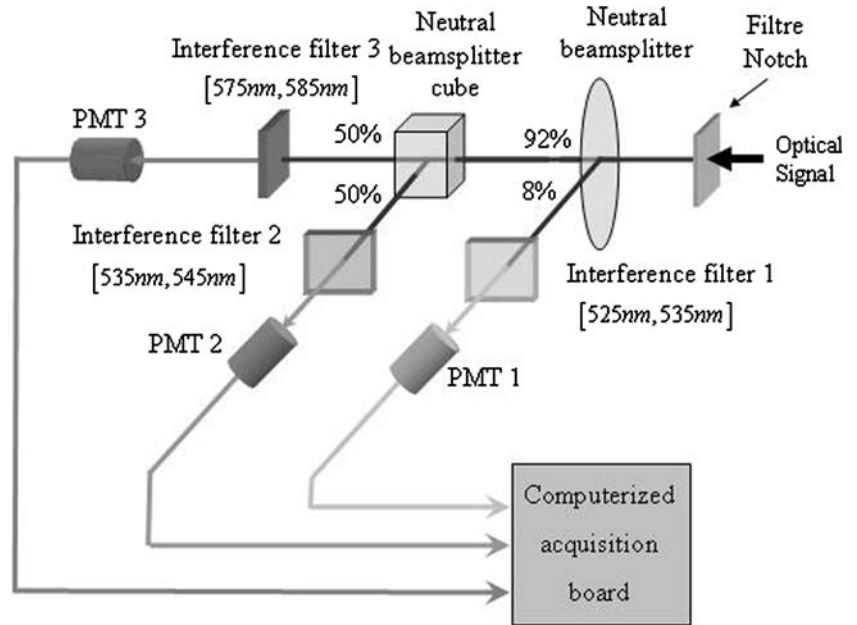 Neutral
beamsplitter
cube
Neutral
beamsplitter
Filtre
Notch
Interference filter 3
[575nm,585nm]
PMT 3
50%
92%
Optical
Signal
50%
8%
Interference filter 2
[535nm,545nm]
Interference filter 1
[525nm,535nm]
PMT 2
PMT 1
Computerized
acquisition
board